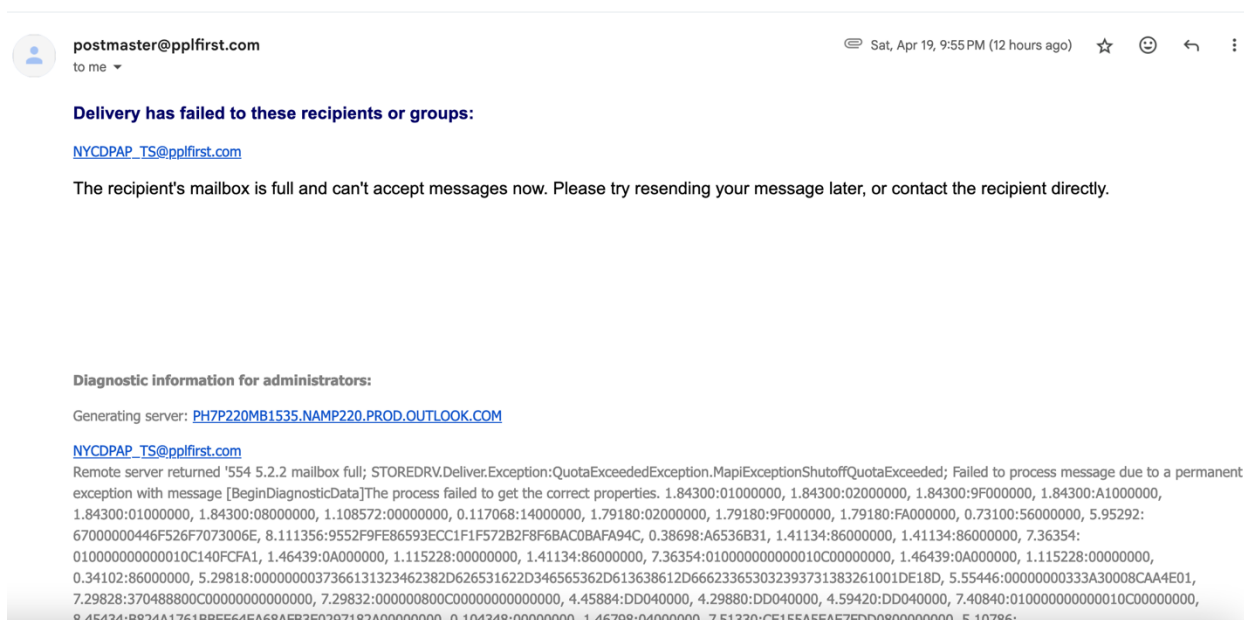 postmaster@pplfirst.com
Sat, Apr 19, 9:55 PM (12 hours ago)
to me
Delivery has failed to these recipients or groups:
NYCDPAP_TS@pplfirst.com
The recipient's mailbox is full and can't accept messages now. Please try resending your message later, or contact the recipient directly.
Diagnostic information for administrators:
Generating server: PH7P220MB1535.NAMP220.PROD.OUTLOOK.COM
NYCDPAP_TS@pplfirst.com
Remote server returned '554 5.2.2 mailbox full; STOREDRV.Deliver.Exception:QuotaExceededException.MapiExceptionShutoffQuotaExceeded; Failed to process message due to a permanent
exception with message [BeginDiagnosticData]The process failed to get the correct properties. 1.84300:01000000, 1.84300:02000000, 1.84300:9F000000, 1.84300:A1000000,
1.84300:01000000, 1.84300:08000000, 1.108572:00000000, 0.117068:14000000, 1.79180:02000000, 1.79180:9F000000, 1.79180:FA000000, 0.73100:56000000, 5.95292:
67000000446F526F7073006E, 8.111356:9552F9FE86593ECC1F1F572B2F8F6BAC0BAFA94C, 0.38698:A6536B31, 1.41134:86000000, 1.41134:86000000, 7.36354:
010000000000010C140FCFA1, 1.46439:0A000000, 1.115228:00000000, 1.41134:86000000, 7.36354:010000000000010C00000000, 1.46439:0A000000, 1.115228:00000000,
0.34102:86000000, 5.29818:0000000037366131323462382D626531622D346565362D613638612D666233653032393731383261001DE18D, 5.55446:00000000333A30008CAA4E01,
7.29828:370488800C00000000000000, 7.29832:000000800C00000000000000, 4.45884:DD040000, 4.29880:DD040000, 4.59420:DD040000, 7.40840:010000000000010C00000000,